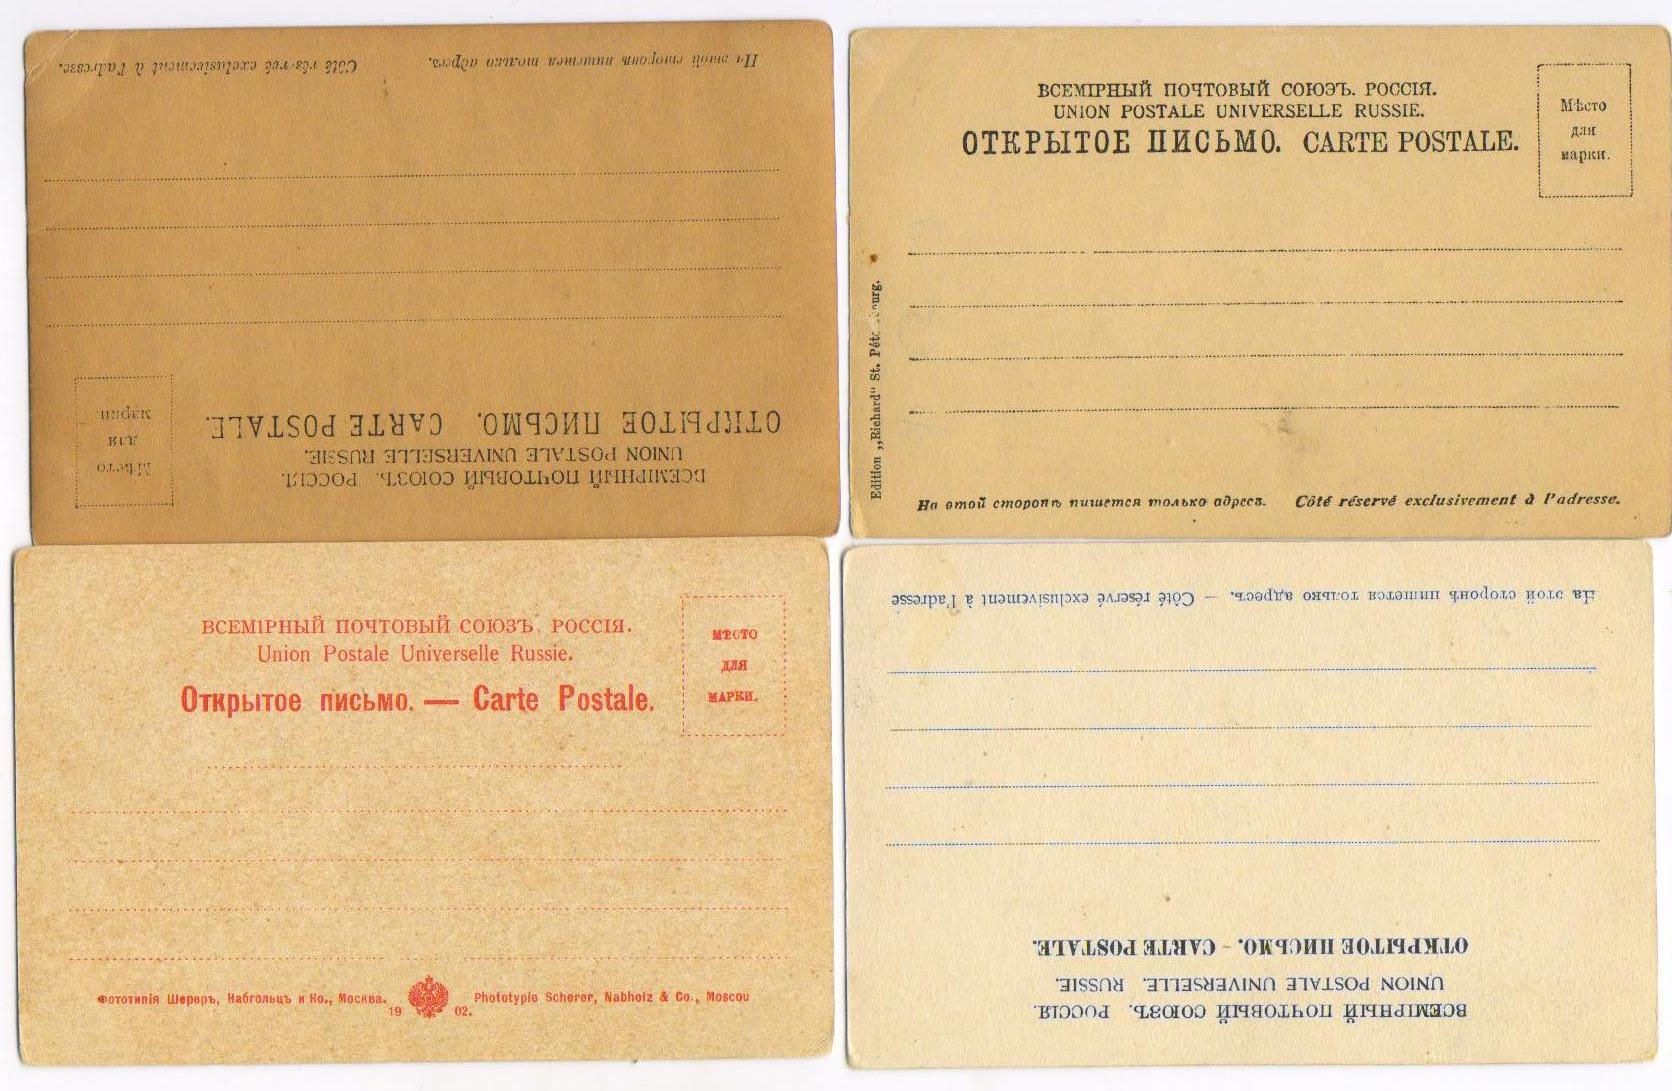 ВСЕМІРНЫЙ ПОЧТОВЫЙ СОЮЗЪ. РОССІЯ.
UNION POSTALE UNIVERSELLE RUSSIE.
ОТКРЫТОЕ ПИСЬМО. CARTE POSTALE.
Мѣсто
для
марки
На этой сторонѣ пишется только адресъ. Côté réservé exclusivement à l'adresse.
ВСЕМІРНЫЙ ПОЧТОВЫЙ СОЮЭЪ. РОССІЯ.
UNION POSTALE UNIVERSELLE RUSSIE.
ОТКРЫТОЕ ПИСЬМО. CARTE POSTALE.
Мѣсто
для
марки.
Edition „Richard" St.
На этой сторонѣ пишется только адресъ. Côté réservé exclusivement à l'adresse.
ВСЕМІРНЫЙ ПОЧТОВЫЙ СОЮЗЪ, РОССІЯ.
Union Postale Universelle Russie.
Открытое письмо. — Carte Postale.
МѢСТО
ДЛЯ
МАРКИ.
Фототипія Шереръ, Набгольцъ и Ко., Москва.
Phototypie Scherer, Nabholz & Co., Moscou
19 02.
ВСЕМІРНЫЙ ПОЧТОВЫЙ СОЮЗЪ. РОССІЯ.
UNION POSTALE UNIVERSELLE. RUSSIE.
ОТКРЫТОЕ ПИСЬМО. - CARTE POSTALE.
На этой сторонѣ пишется только адресъ. — Côté réservé exclusivement à l'adresse